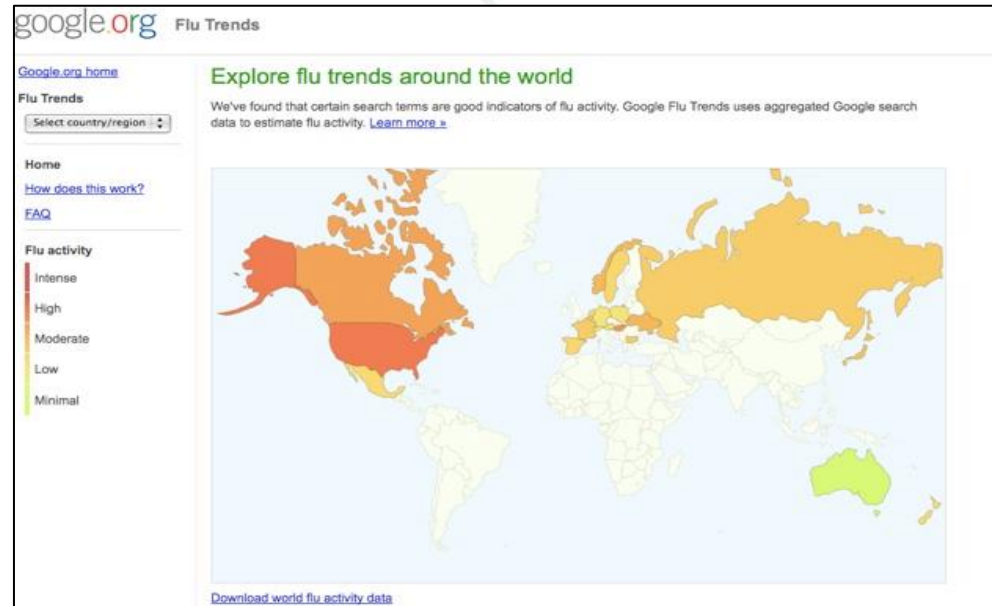 google.org Flu Trends
Google.org home
Flu Trends
Select country/region
Home
How does this work?
FAQ
Flu activity
Intense
High
Moderate
Low
Minimal
Explore flu trends around the world
We've found that certain search terms are good indicators of flu activity. Google Flu Trends uses aggregated Google search
data to estimate flu activity. Learn more »
Download world flu activity data